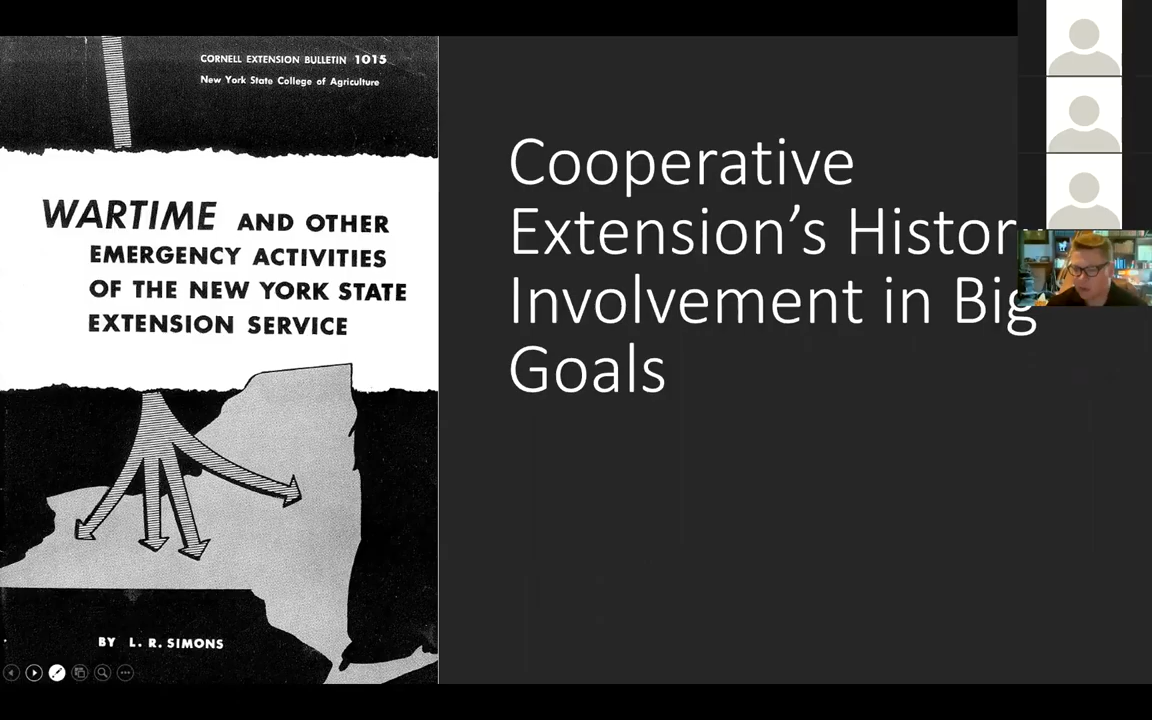 CORNELL EXTENSION BULLETIN 1015
New York State College of Agriculture
WARTIME AND OTHER
EMERGENCY ACTIVITIES
OF THE NEW YORK STATE
EXTENSION SERVICE
BY L. R. SIMONS
Cooperative
Extension’s Histor
Involvement in Big
Goals